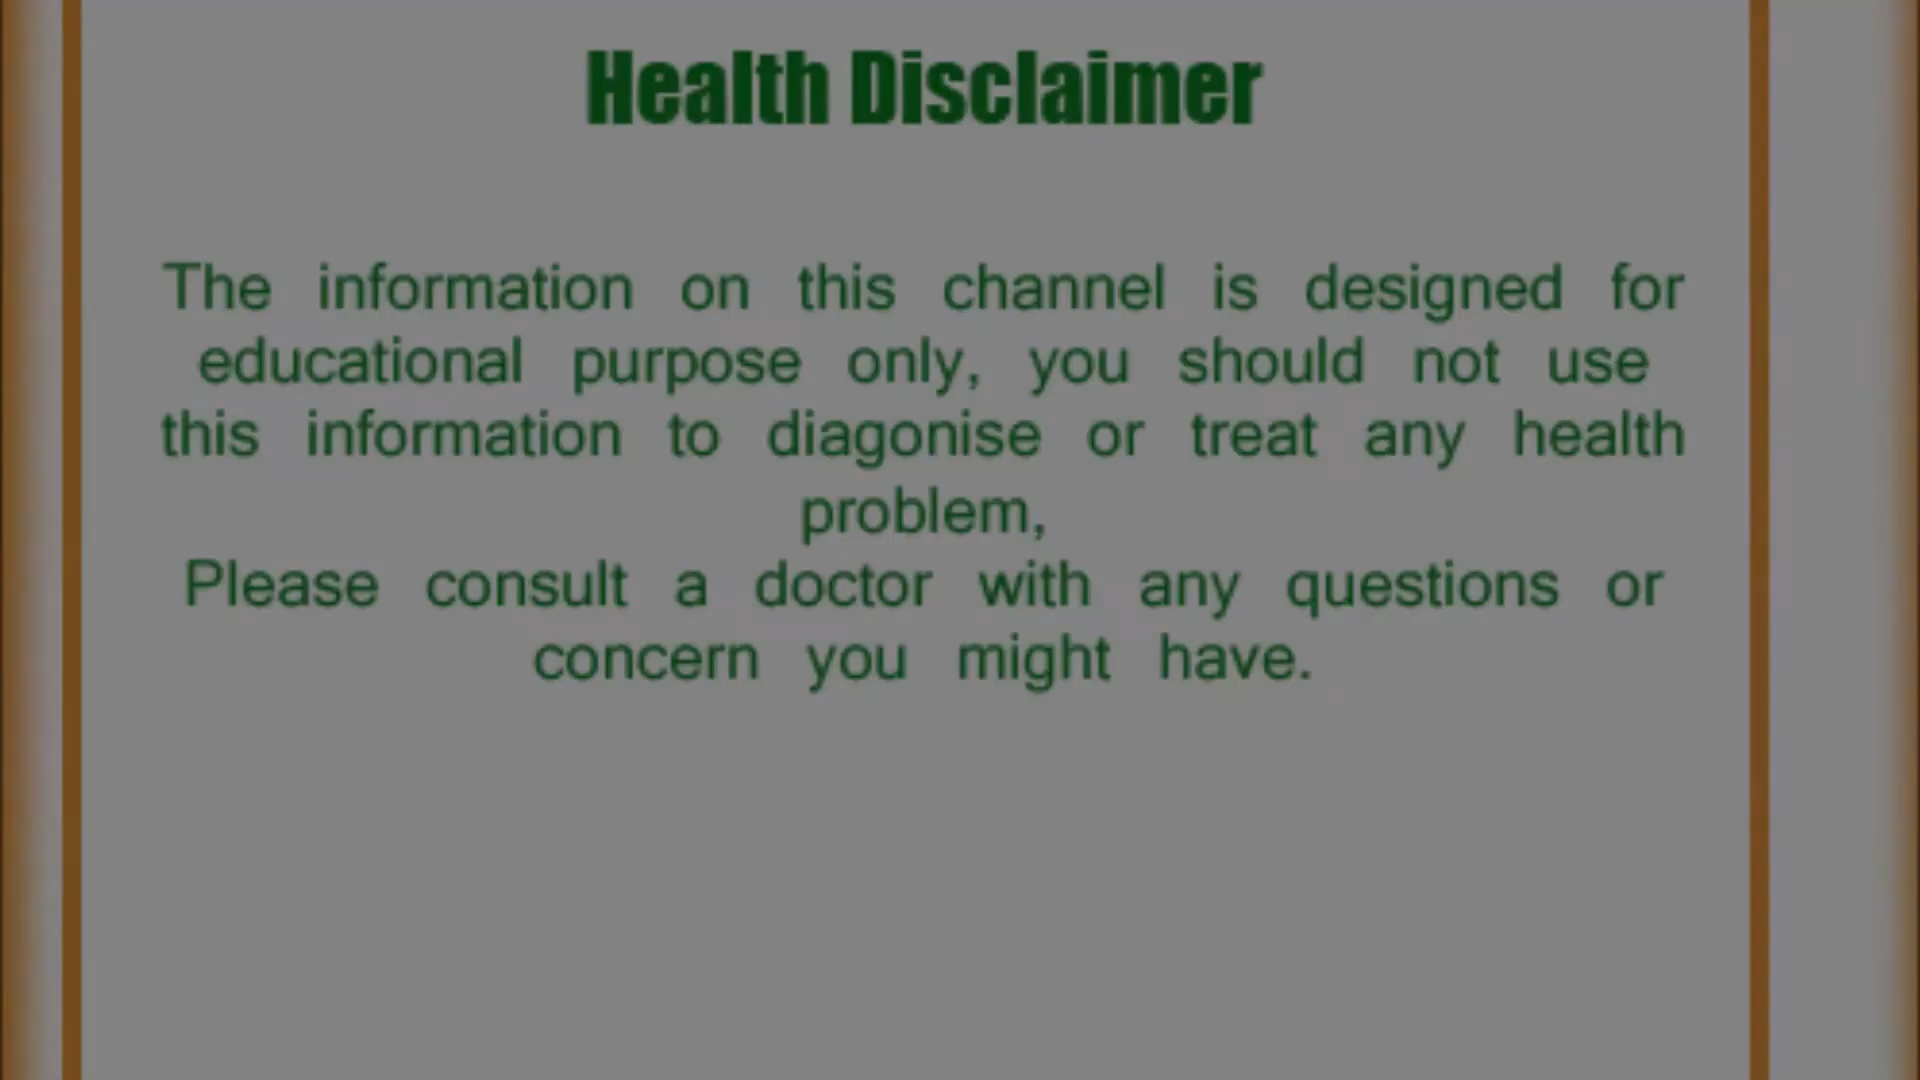 Health Disclaimer
The information on this channel is designed for
educational purpose only, you should not use
this information to diagonise or treat any health
problem,
Please consult a doctor with any questions or
concern you might have.